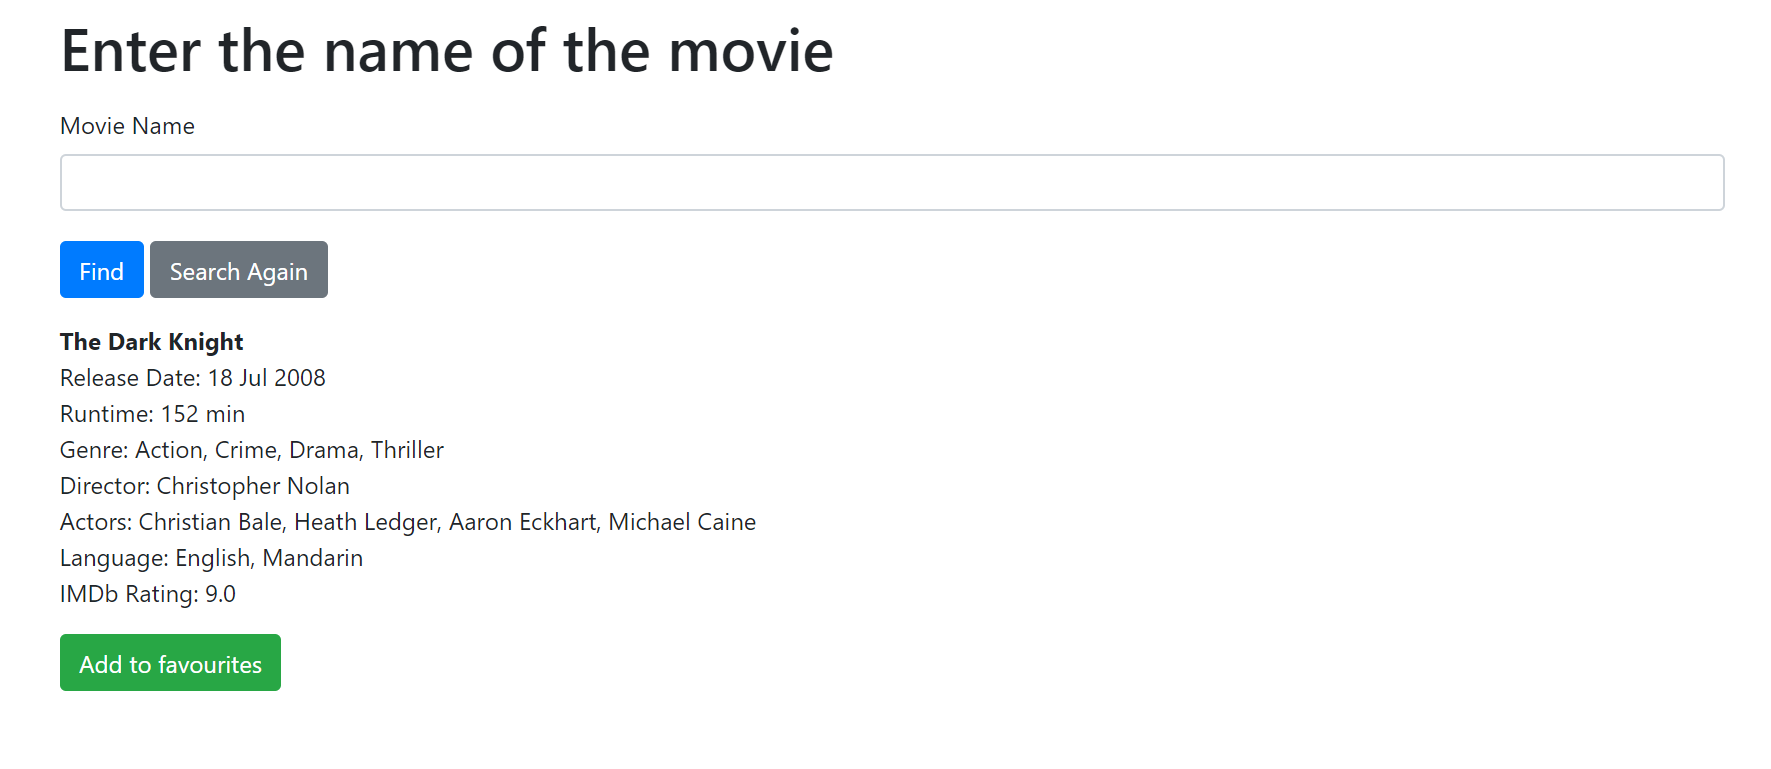 Enter the name of the movie
Movie Name
Find Search Again
The Dark Knight
Release Date: 18 Jul 2008
Runtime: 152 min
Genre: Action, Crime, Drama, Thriller
Director: Christopher Nolan
Actors: Christian Bale, Heath Ledger, Aaron Eckhart, Michael Caine
Language: English, Mandarin
IMDb Rating: 9.0
Add to favourites